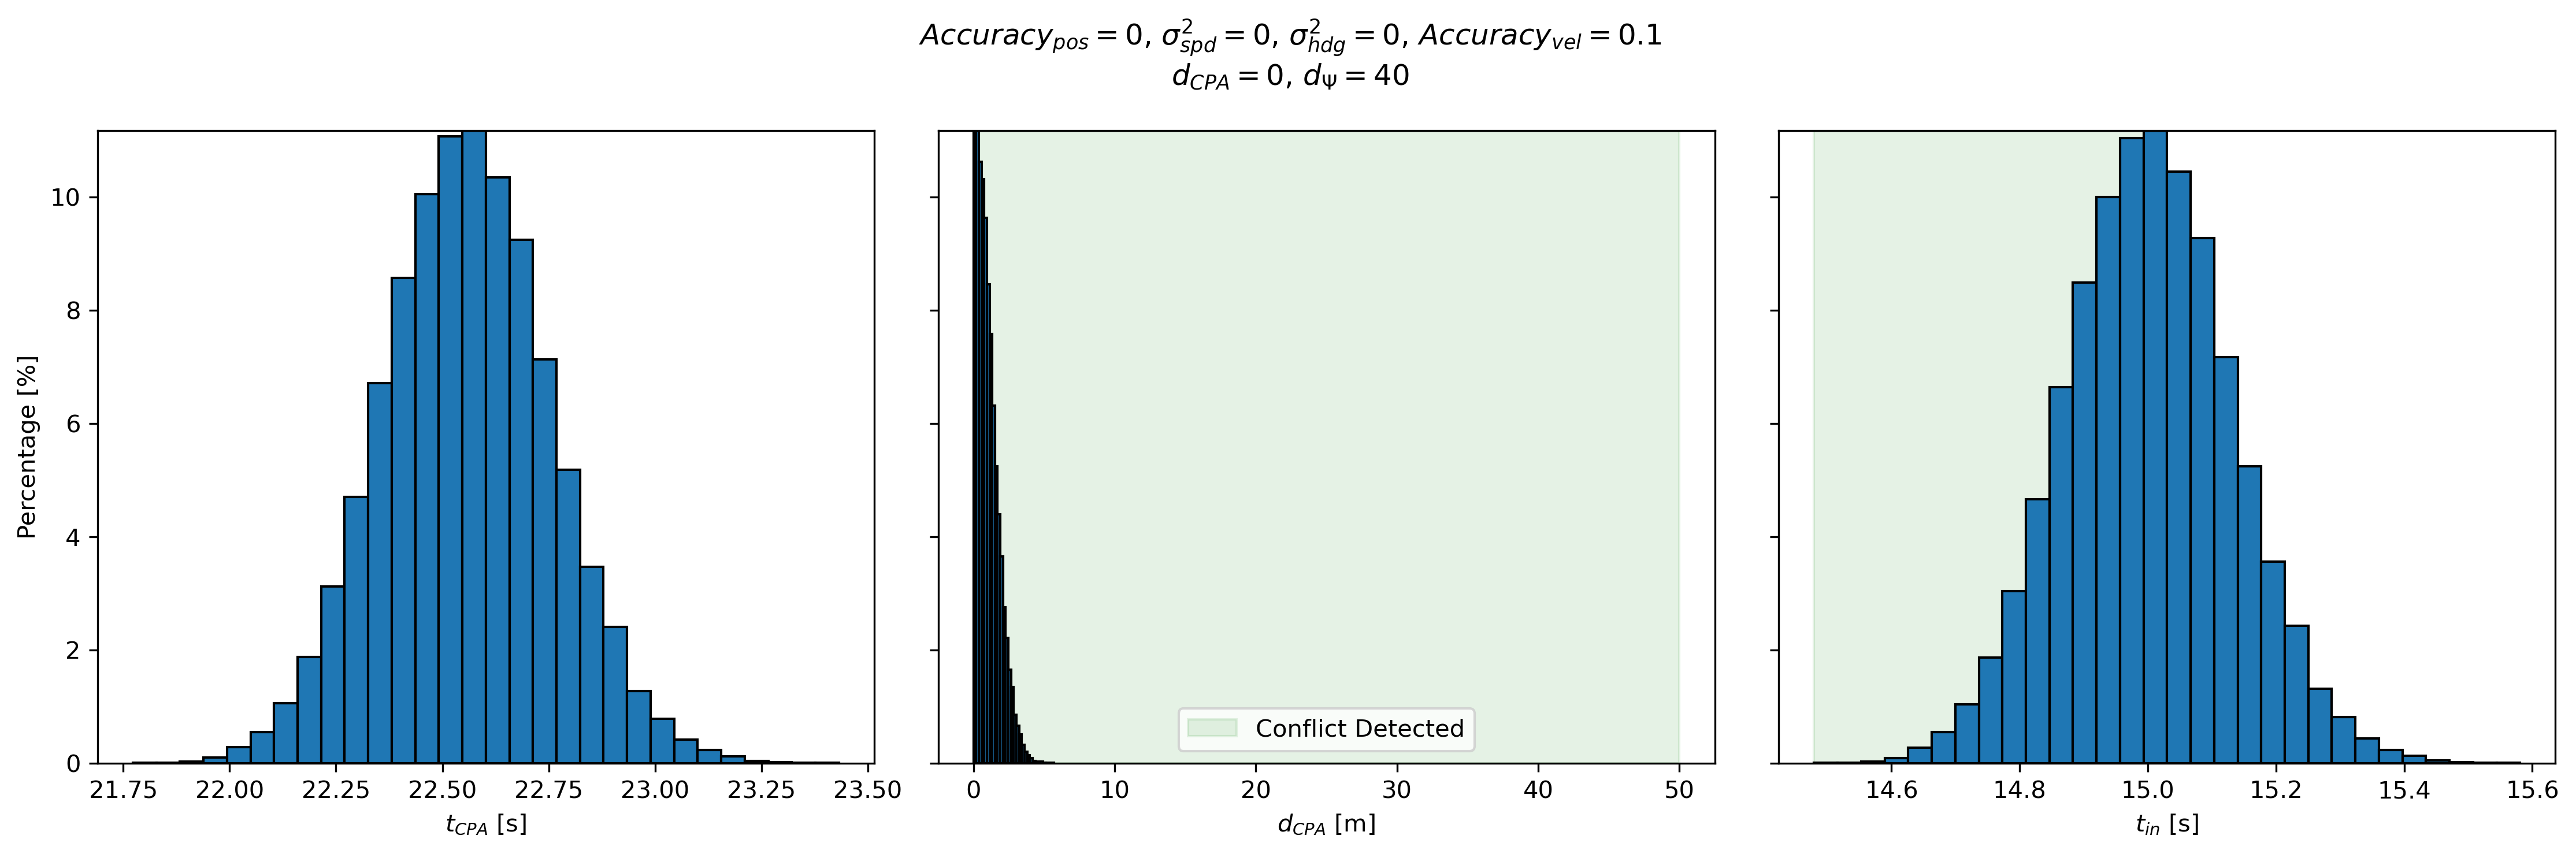 Accuracy_pos = 0, σ²_spd = 0, σ²_hdg = 0, Accuracy_vel = 0.1
d_CPA = 0, d_Ψ = 40
Percentage [%]
10
8
6
4
2
0
21.75 22.00 22.25 22.50 22.75 23.00 23.25 23.50
t_CPA [s]
Conflict Detected
0 10 20 30 40 50
d_CPA [m]
14.6 14.8 15.0 15.2 15.4 15.6
t_in [s]